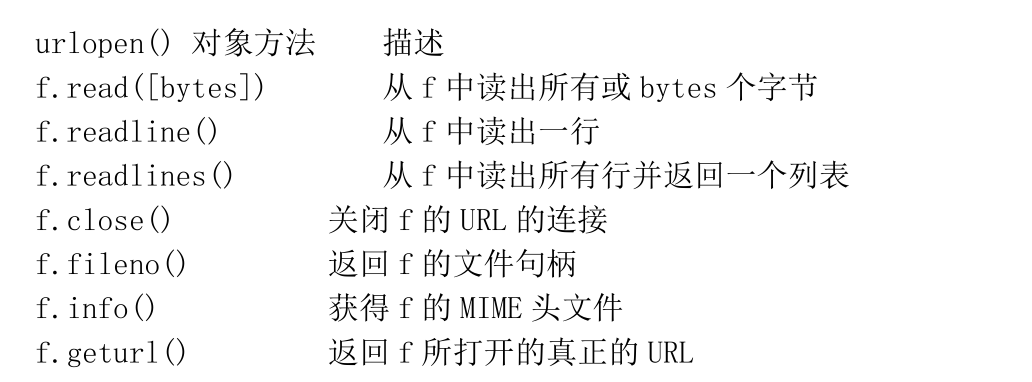 urlopen() 对象方法 描述
f.read([bytes]) 从 f 中读出所有或 bytes 个字节
f.readline() 从 f 中读出一行
f.readlines() 从 f 中读出所有行并返回一个列表
f.close() 关闭 f 的 URL 的连接
f.fileno() 返回 f 的文件句柄
f.info() 获得 f 的 MIME 头文件
f.geturl() 返回 f 所打开的真正的 URL